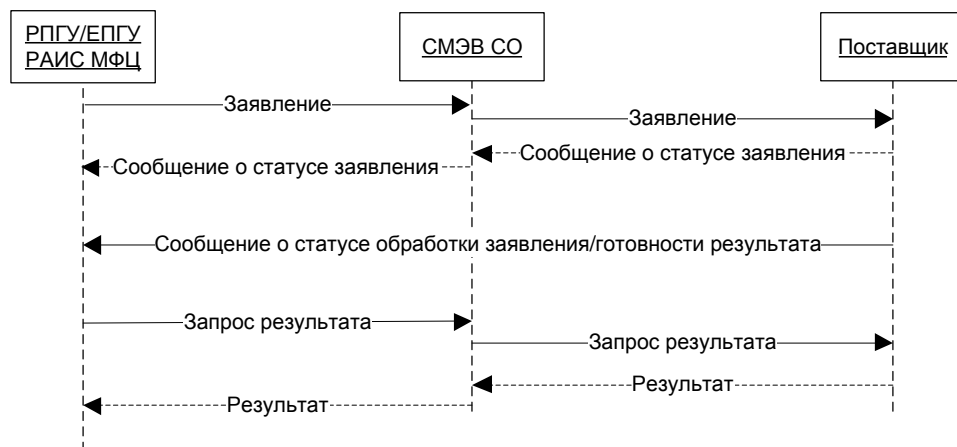 РПГУ/ЕПГУ
РАИС МФЦ
СМЭВ СО
Поставщик
Заявление
Заявление
Сообщение о статусе заявления
Сообщение о статусе заявления
Сообщение о статусе обработки заявления/готовности результата
Запрос результата
Запрос результата
Результат
Результат